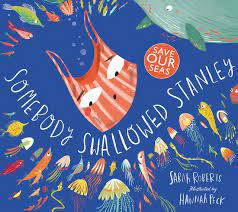 SAVE
OUR
SEAS
SOMEBODY SWALLOWED STANLEY
SARAH ROBERTS
Illustrated by
HANNAH PECK